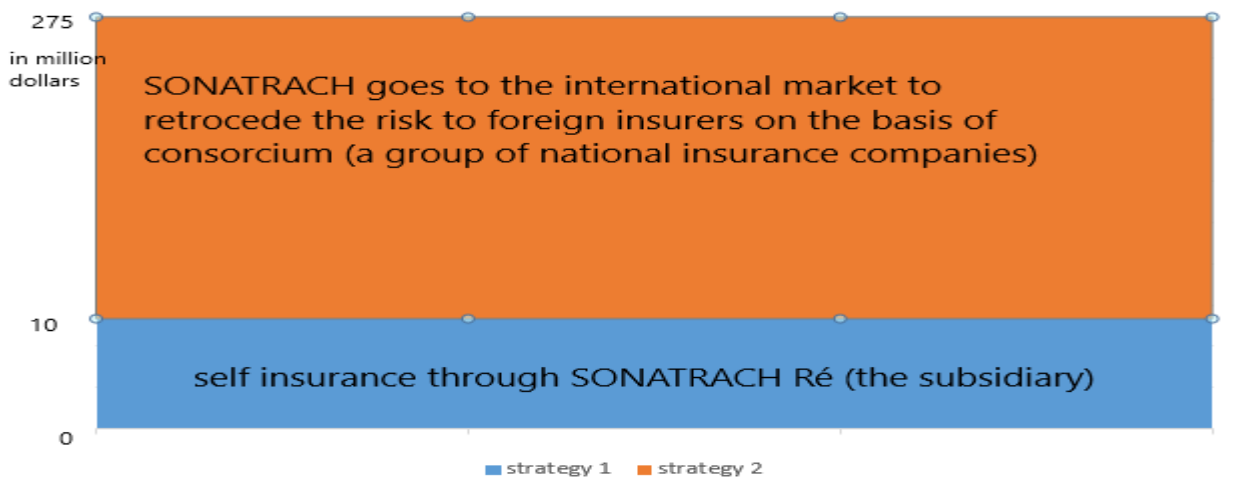 275
in million
dollars
SONATRACH goes to the international market to
retrocede the risk to foreign insurers on the basis of
consorcium (a group of national insurance companies)
10
self insurance through SONATRACH Ré (the subsidiary)
0
strategy 1 strategy 2